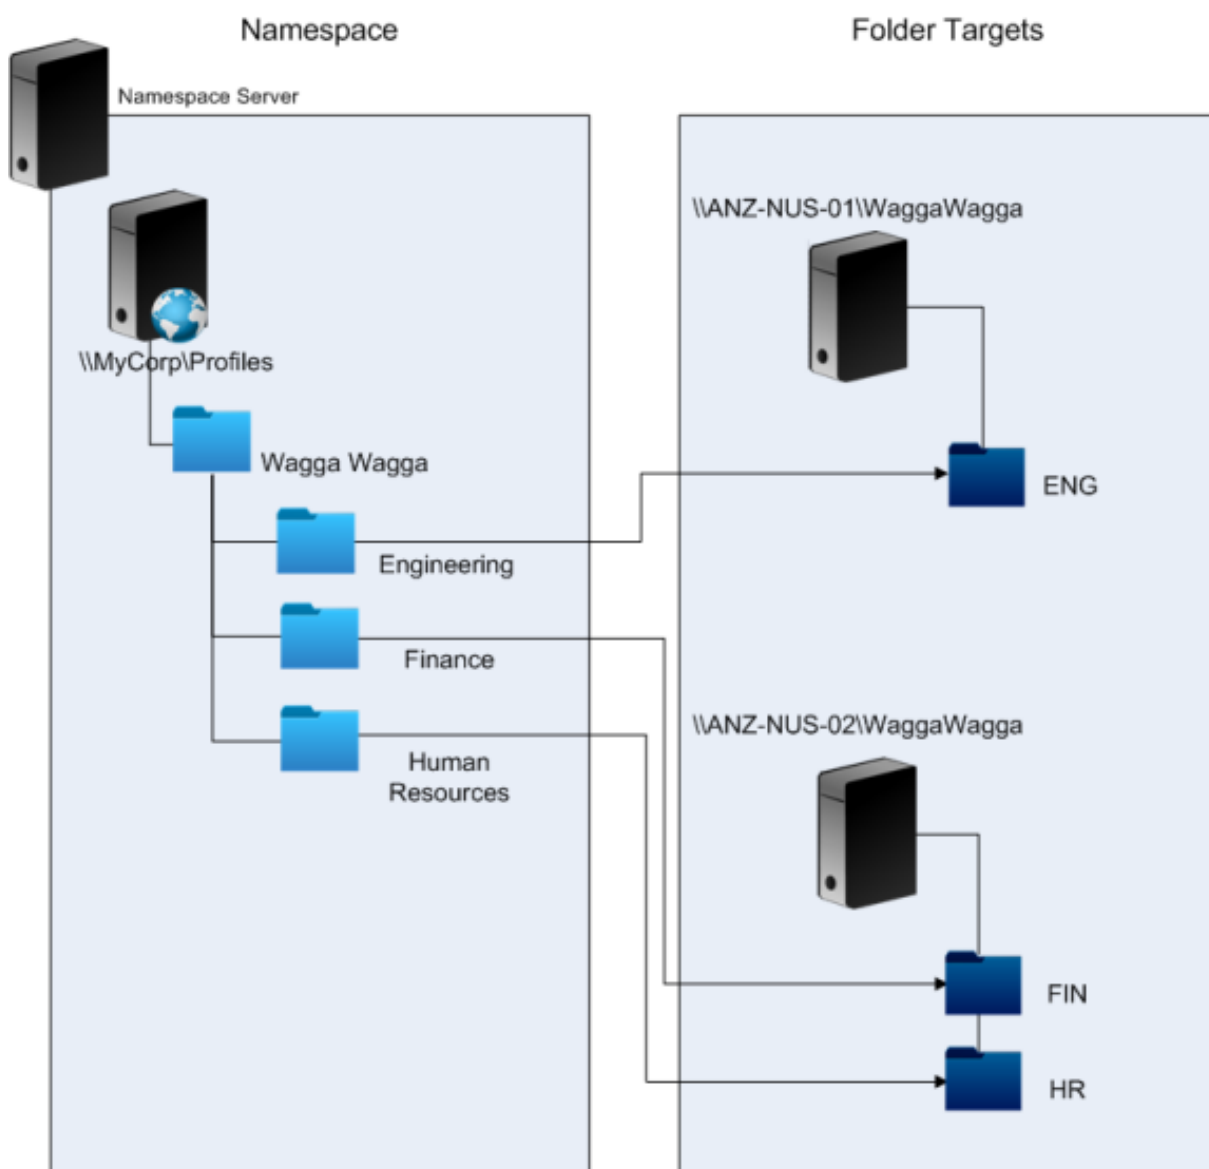 Namespace
Folder Targets
Namespace Server
\\MyCorp\Profiles
Wagga Wagga
Engineering
Finance
Human
Resources
\\ANZ-NUS-01\WaggaWagga
ENG
\\ANZ-NUS-02\WaggaWagga
FIN
HR